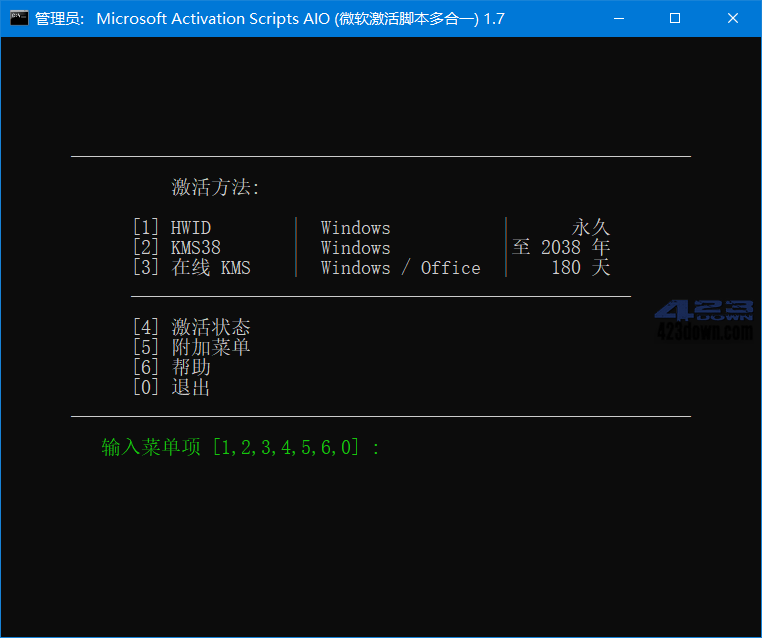 管理员: Microsoft Activation Scripts AIO (微软激活脚本多合一) 1.7
激活方法:
[1] HWID | Windows | 永久
[2] KMS38 | Windows | 至 2038 年
[3] 在线 KMS | Windows / Office | 180 天
[4] 激活状态
[5] 附加菜单
[6] 帮助
[0] 退出
输入菜单项 [1,2,3,4,5,6,0] :
423
DOWN
423down.com